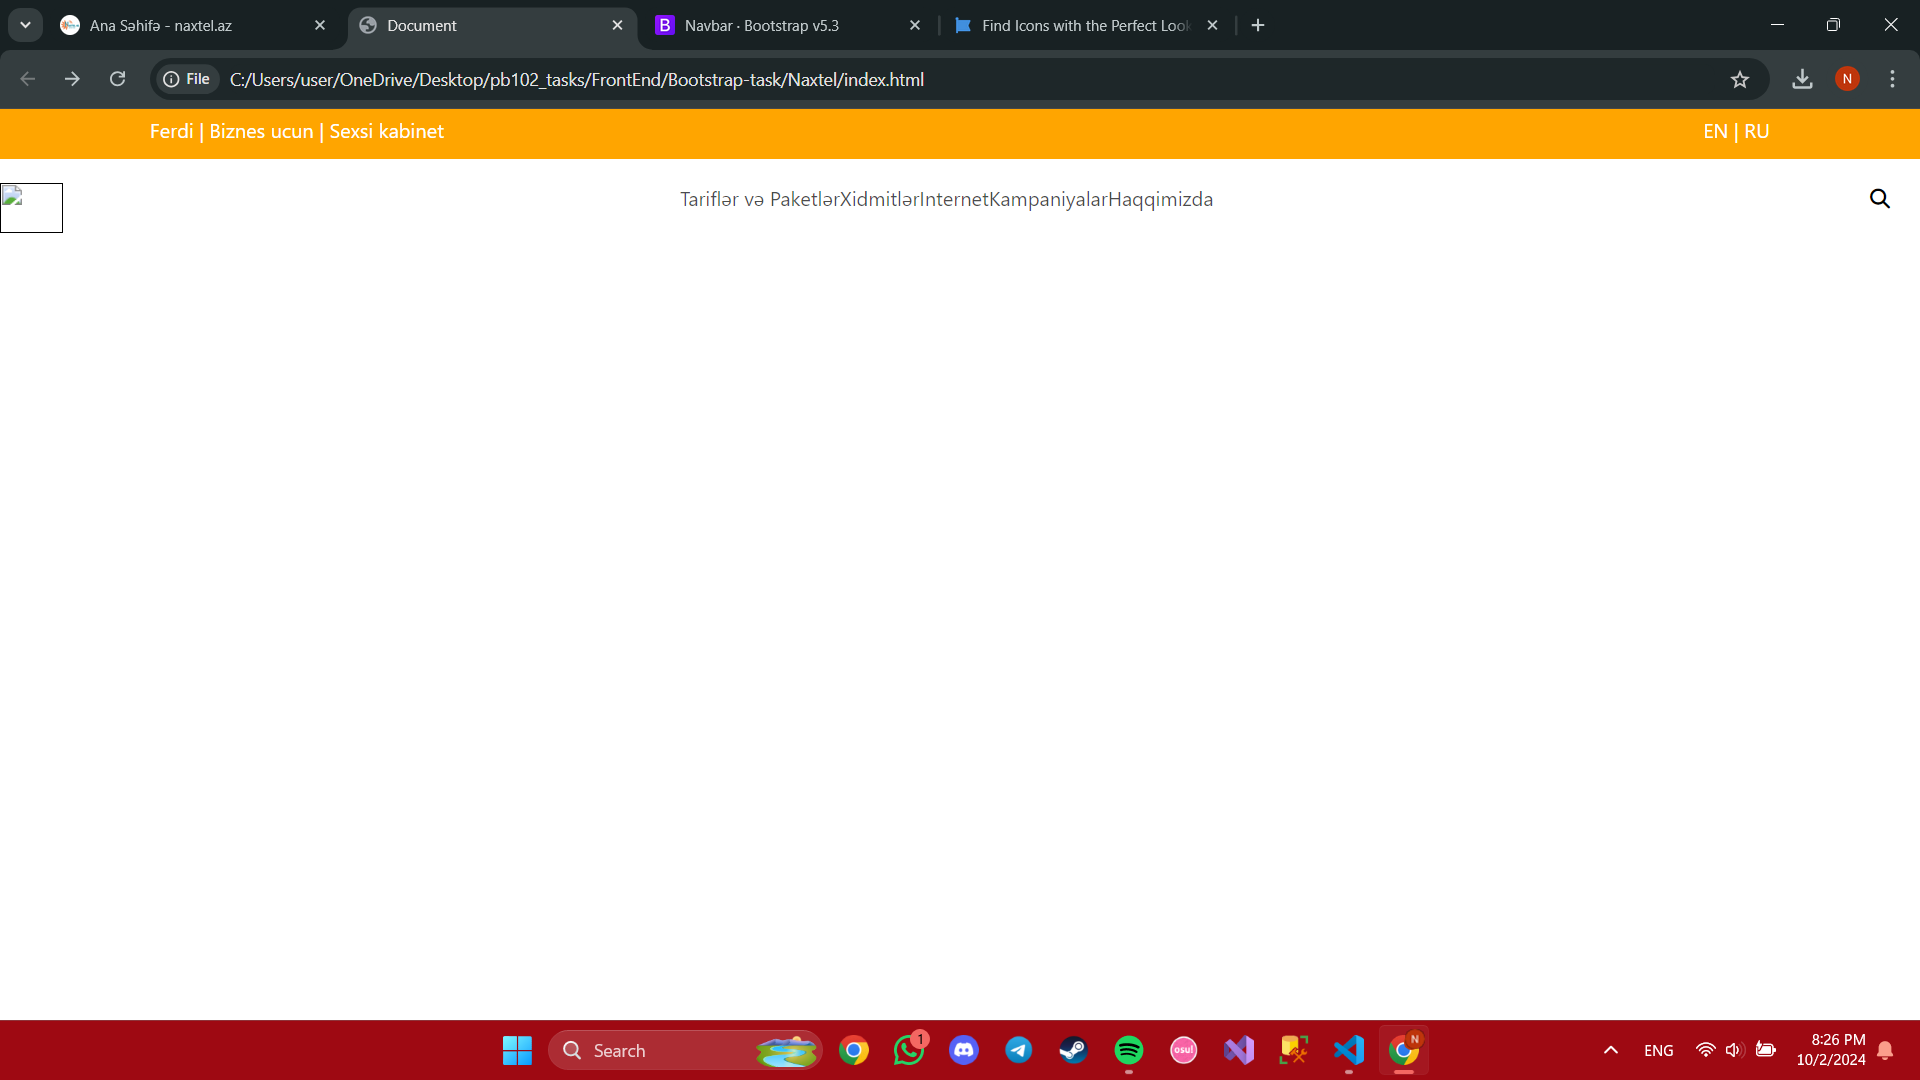 Ana Səhifə - naxtel.az
Document
Navbar · Bootstrap v5.3
Find Icons with the Perfect Look
File
C:/Users/user/OneDrive/Desktop/pb102_tasks/FrontEnd/Bootstrap-task/Naxtel/index.html
N
Ferdi | Biznes ucun | Sexsi kabinet
EN | RU
Tariflər və PaketlərXidmitlərInternetKampaniyalarHaqqimizda
Search
1
osu!
N
ENG
8:26 PM
10/2/2024